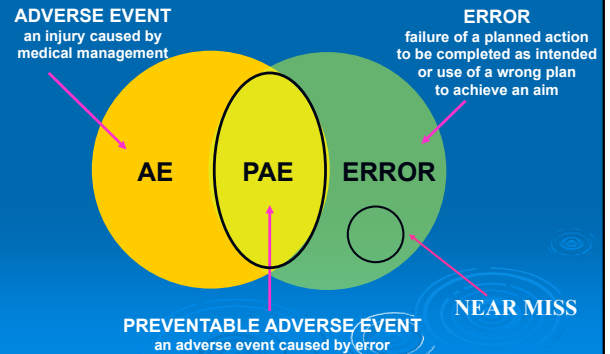 ADVERSE EVENT
an injury caused by
medical management
ERROR
failure of a planned action
to be completed as intended
or use of a wrong plan
to achieve an aim
AE
PAE
ERROR
NEAR MISS
PREVENTABLE ADVERSE EVENT
an adverse event caused by error